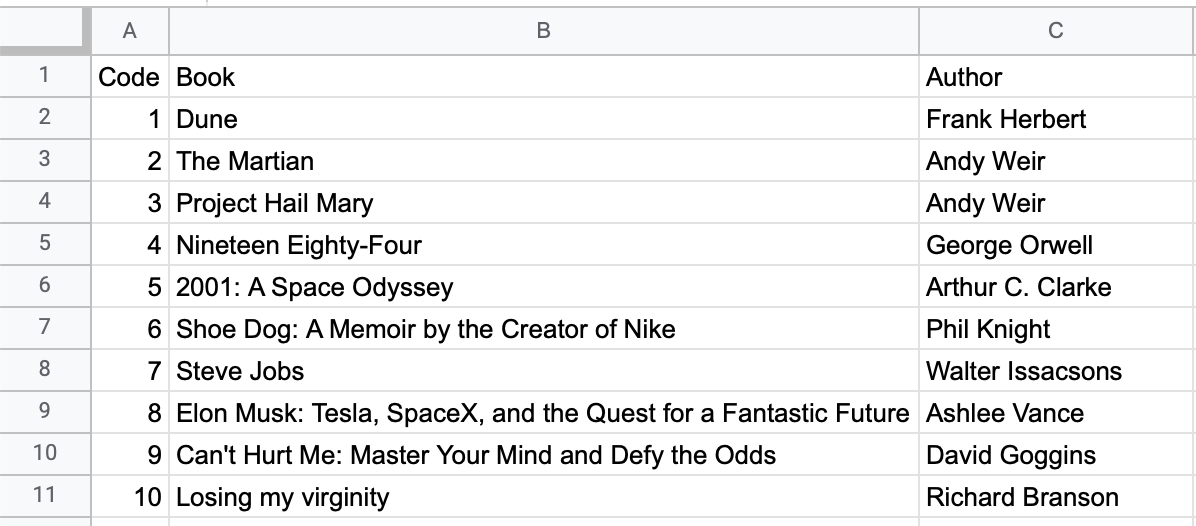 A B C
1 Code Book Author
2 1 Dune Frank Herbert
3 2 The Martian Andy Weir
4 3 Project Hail Mary Andy Weir
5 4 Nineteen Eighty-Four George Orwell
6 5 2001: A Space Odyssey Arthur C. Clarke
7 6 Shoe Dog: A Memoir by the Creator of Nike Phil Knight
8 7 Steve Jobs Walter Issacsons
9 8 Elon Musk: Tesla, SpaceX, and the Quest for a Fantastic Future Ashlee Vance
10 9 Can't Hurt Me: Master Your Mind and Defy the Odds David Goggins
11 10 Losing my virginity Richard Branson